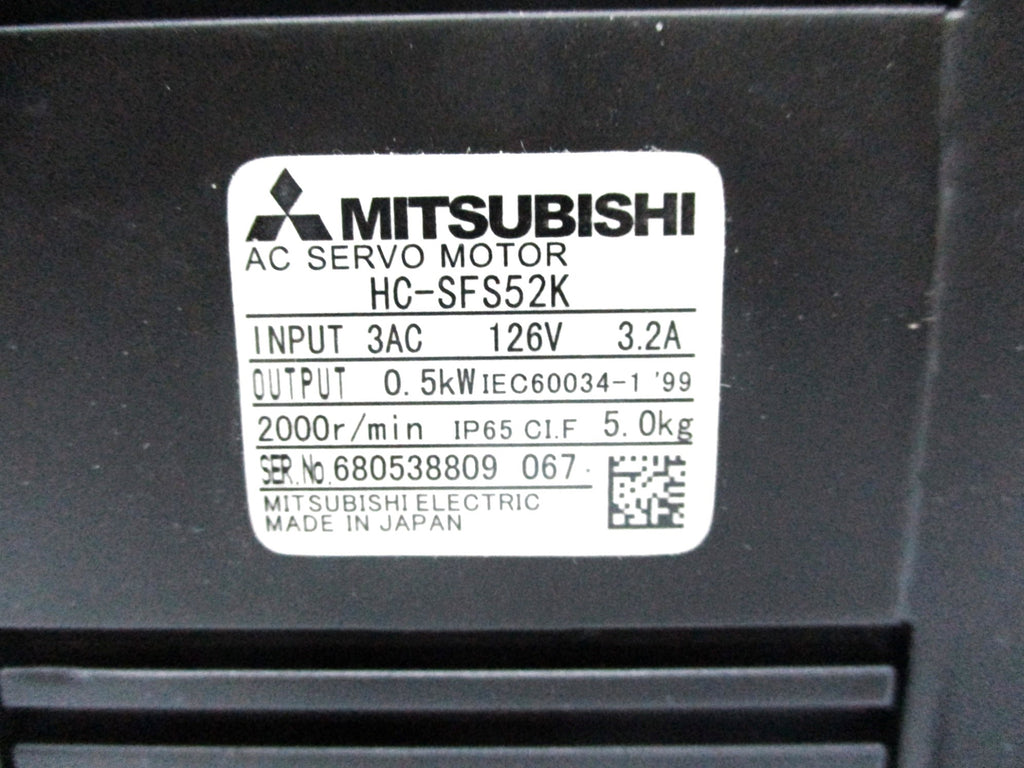 MITSUBISHI
AC SERVO MOTOR
HC-SFS52K
INPUT 3AC 126V 3.2A
OUTPUT 0.5kW IEC60034-1 '99
2000r/min IP65 CI.F 5.0kg
SER.No.680538809 067
MITSUBISHI ELECTRIC
MADE IN JAPAN